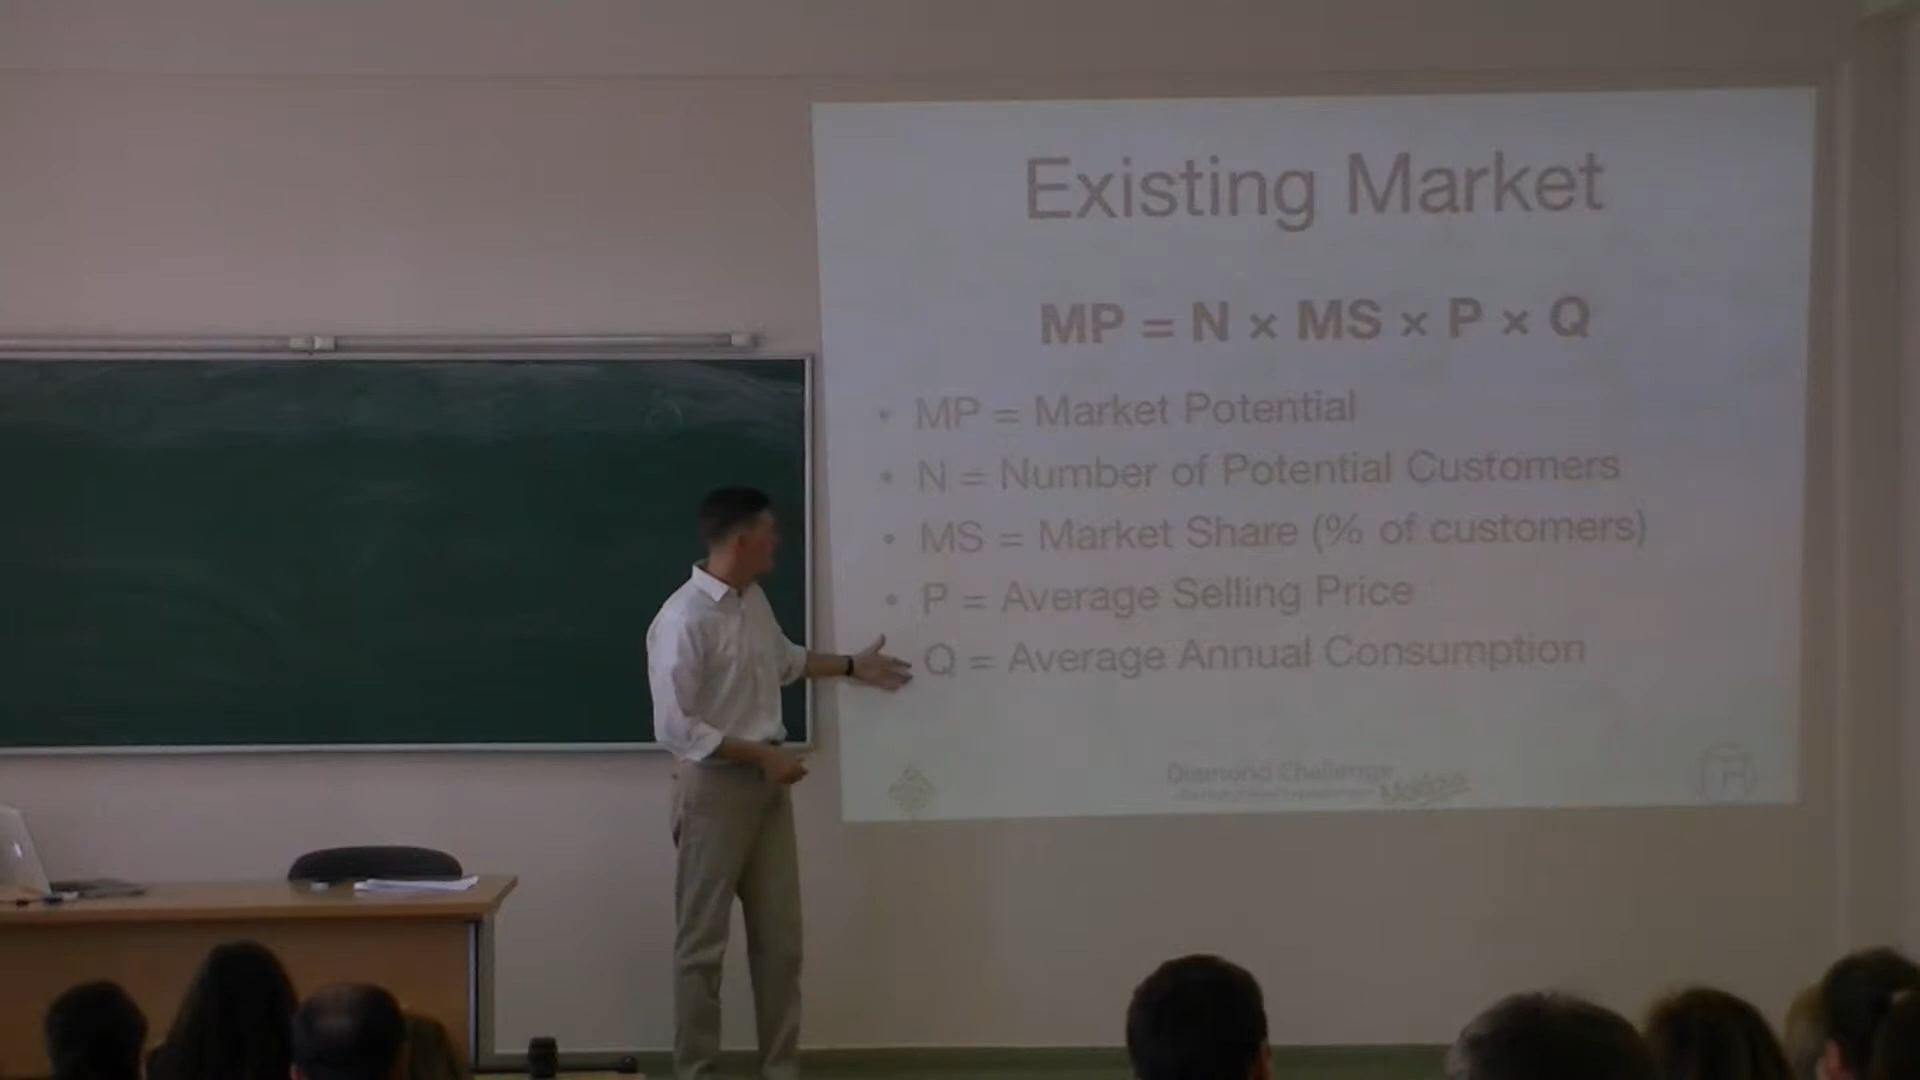 Existing Market
MP = N × MS × P × Q
• MP = Market Potential
• N = Number of Potential Customers
• MS = Market Share (% of customers)
• P = Average Selling Price
Q = Average Annual Consumption
Diamond Challenge
Moldova